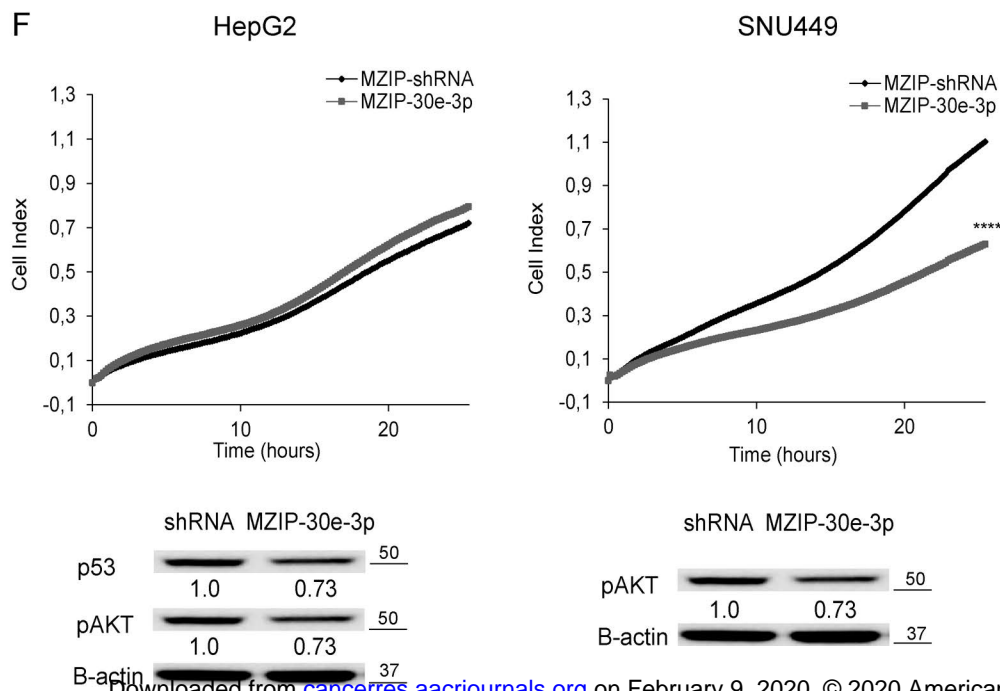 F
HepG2
MZIP-shRNA
MZIP-30e-3p
1,3
1,1
0,9
0,7
0,5
0,3
0,1
-0,1
Cell Index
0 10 20
Time (hours)
SNU449
MZIP-shRNA
MZIP-30e-3p
1,3
1,1
0,9
0,7
0,5
0,3
0,1
-0,1
Cell Index
****
0 10 20
Time (hours)
shRNA MZIP-30e-3p
p53 50
1.0 0.73
pAKT 50
1.0 0.73
B-actin 37
shRNA MZIP-30e-3p
pAKT 50
1.0 0.73
B-actin 37
Downloaded from cancerres.aacrjournals.org on February 9, 2020. © 2020 American